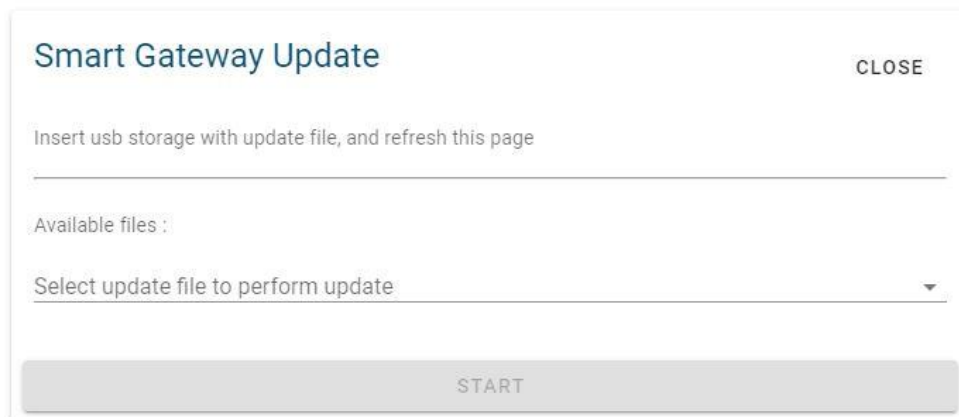 Smart Gateway Update
CLOSE
Insert usb storage with update file, and refresh this page
Available files :
Select update file to perform update
START